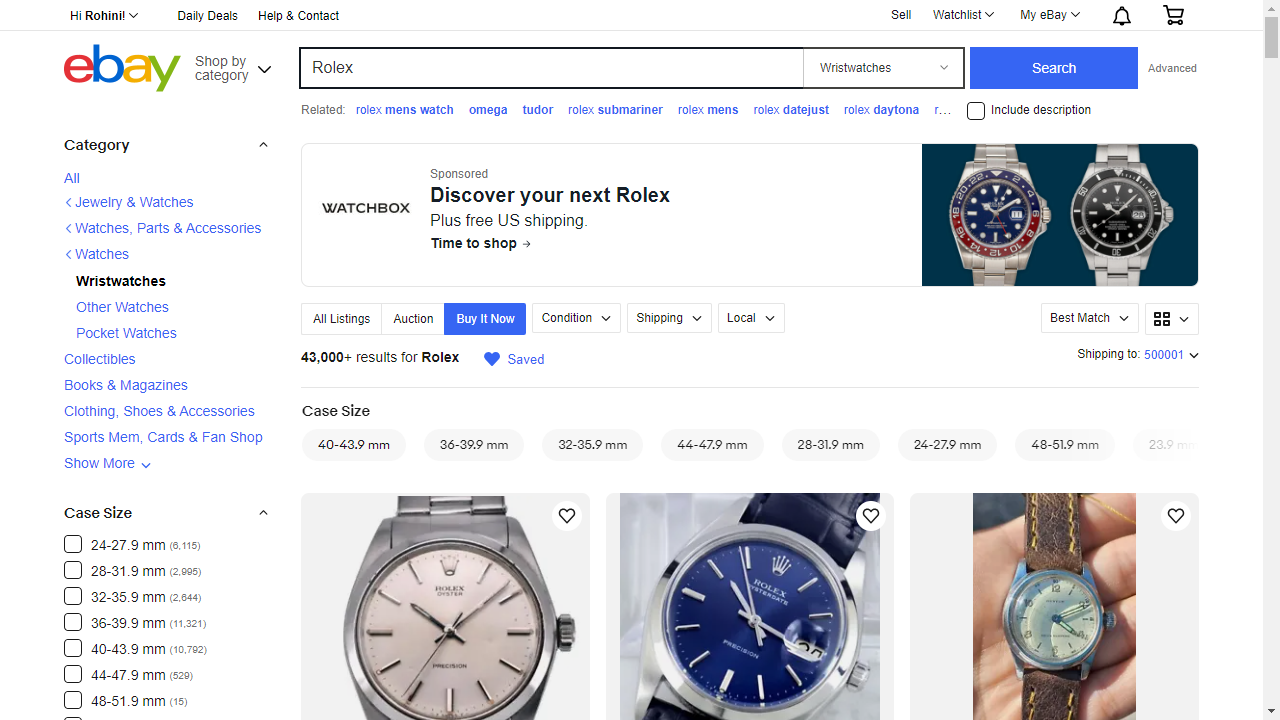 Hi Rohini!
Daily Deals
Help & Contact
Sell
Watchlist
My eBay
ebay
Shop by
category
Rolex
Wristwatches
Search
Advanced
Related:
rolex mens watch
omega
tudor
rolex submariner
rolex mens
rolex datejust
rolex daytona
r...
Include description
Category
All
Jewelry & Watches
Watches, Parts & Accessories
Watches
Wristwatches
Other Watches
Pocket Watches
Collectibles
Books & Magazines
Clothing, Shoes & Accessories
Sports Mem, Cards & Fan Shop
Show More
Case Size
24-27.9 mm (6,115)
28-31.9 mm (2,995)
32-35.9 mm (2,644)
36-39.9 mm (11,321)
40-43.9 mm (10,792)
44-47.9 mm (529)
48-51.9 mm (15)
WATCHBOX
Sponsored
Discover your next Rolex
Plus free US shipping.
Time to shop →
All Listings
Auction
Buy It Now
Condition
Shipping
Local
Best Match
43,000+ results for Rolex
Saved
Shipping to: 500001
Case Size
40-43.9 mm
36-39.9 mm
32-35.9 mm
44-47.9 mm
28-31.9 mm
24-27.9 mm
48-51.9 mm
23.9 mm
ROLEX
OYSTER
PRECISION
ROLEX
OYSTERDATE
PRECISION